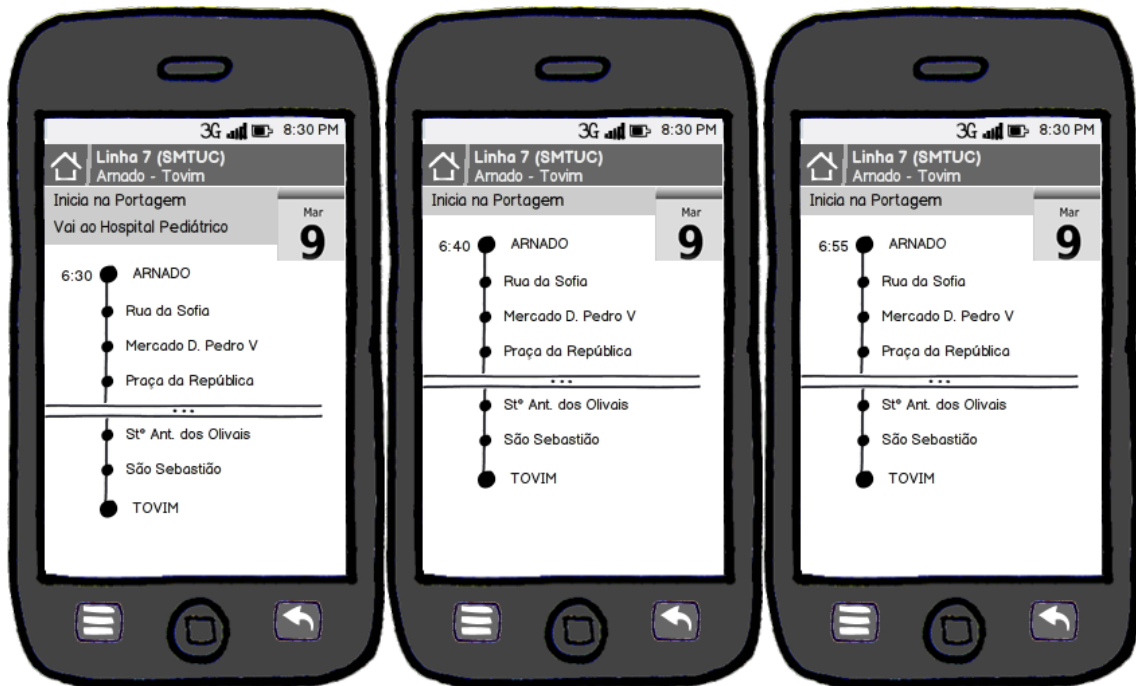 3G 8:30 PM
Linha 7 (SMTUC)
Arnado - Tovim
Inicia na Portagem
Vai ao Hospital Pediátrico
Mar
9
6:30 ARNADO
Rua da Sofia
Mercado D. Pedro V
Praça da República
...
Stº Ant. dos Olivais
São Sebastião
TOVIM
3G 8:30 PM
Linha 7 (SMTUC)
Arnado - Tovim
Inicia na Portagem
Mar
9
6:40 ARNADO
Rua da Sofia
Mercado D. Pedro V
Praça da República
...
Stº Ant. dos Olivais
São Sebastião
TOVIM
3G 8:30 PM
Linha 7 (SMTUC)
Arnado - Tovim
Inicia na Portagem
Mar
9
6:55 ARNADO
Rua da Sofia
Mercado D. Pedro V
Praça da República
...
Stº Ant. dos Olivais
São Sebastião
TOVIM